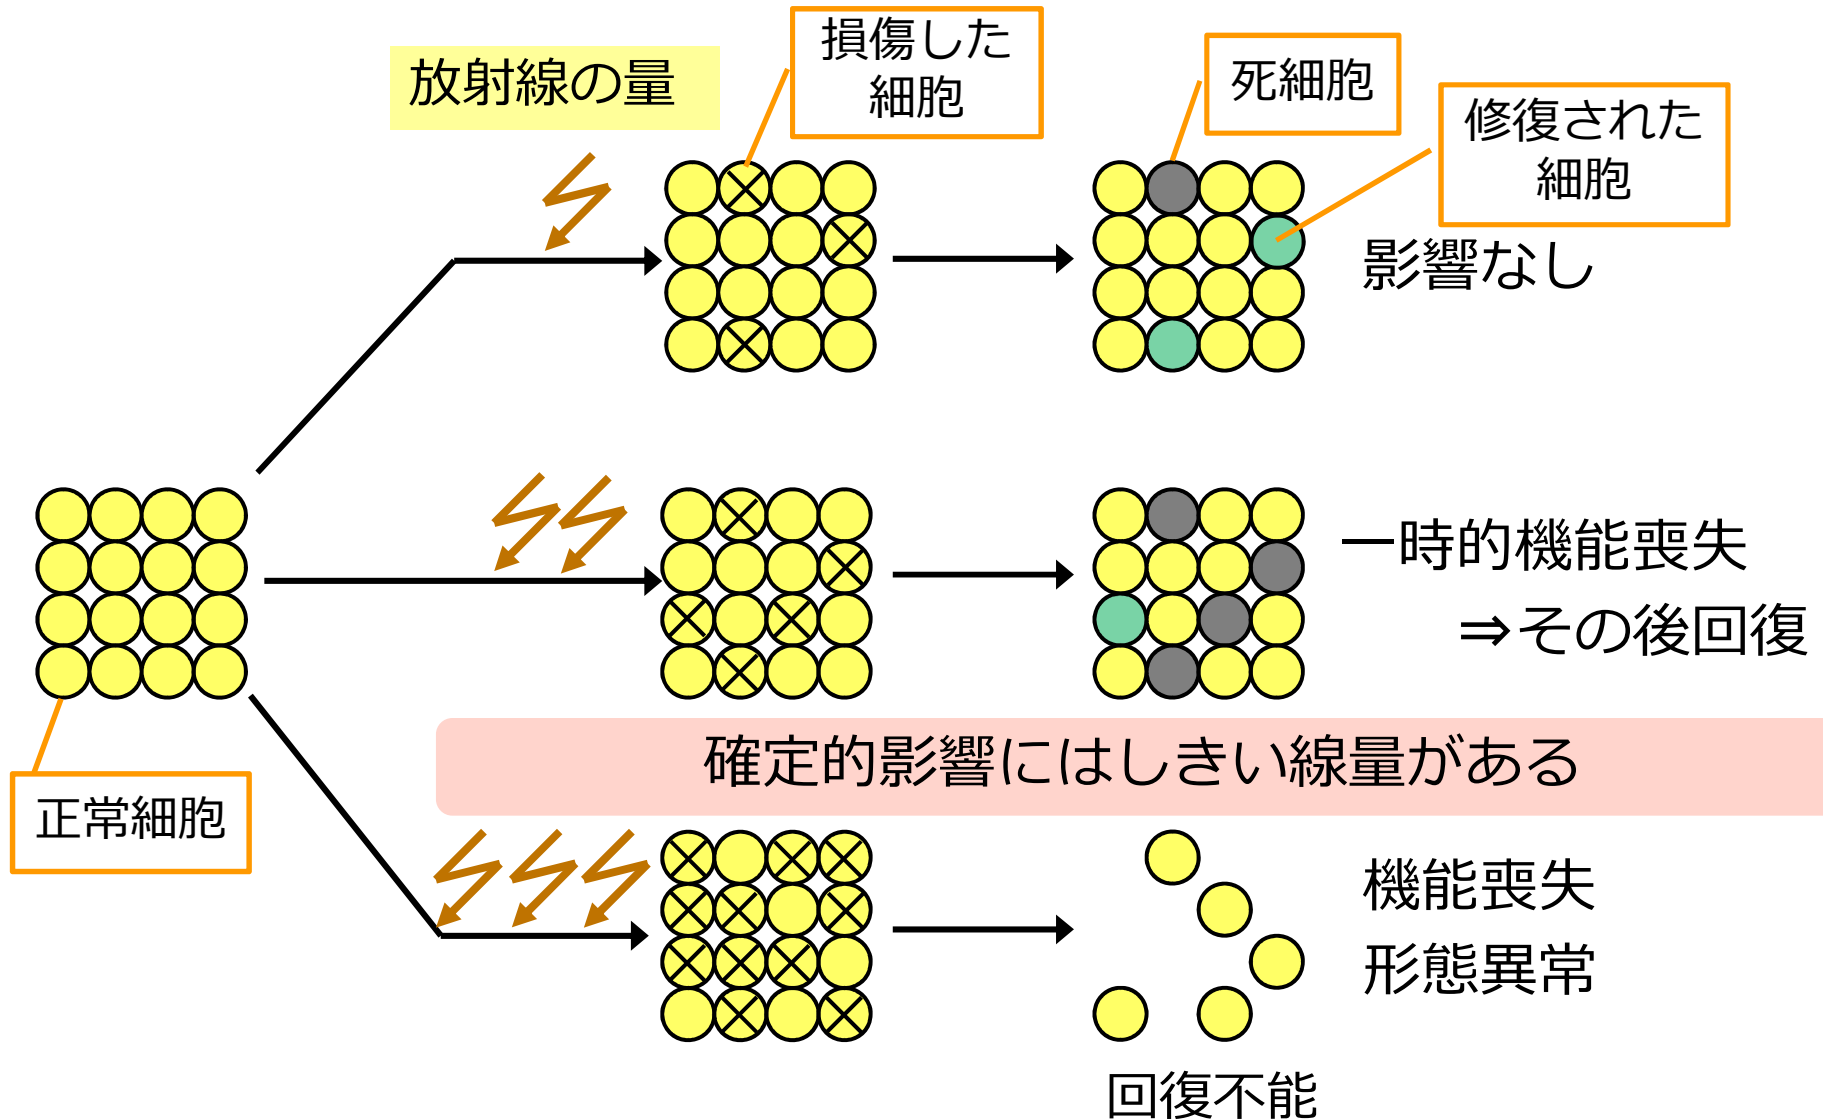 放射線の量
損傷した
細胞
死細胞
修復された
細胞
影響なし
一時的機能喪失
⇒その後回復
確定的影響にはしきい線量がある
正常細胞
機能喪失
形態異常
回復不能